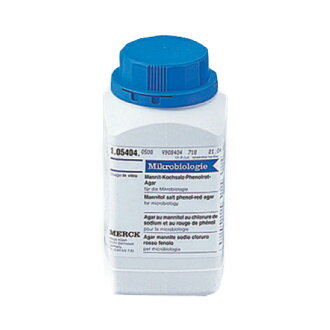 1.05404. 0500
Mikrobiologie
Mannit-Kochsalz-Phenolrot-
Agar
für die Mikrobiologie
Mannitol salt phenol-red agar
for microbiology
Agar au mannitol au chlorure de
sodium et au rouge de phénol
pour la microbiologie
MERCK
Agar mannite sodio cloruro
rosso fenolo
per microbiologia